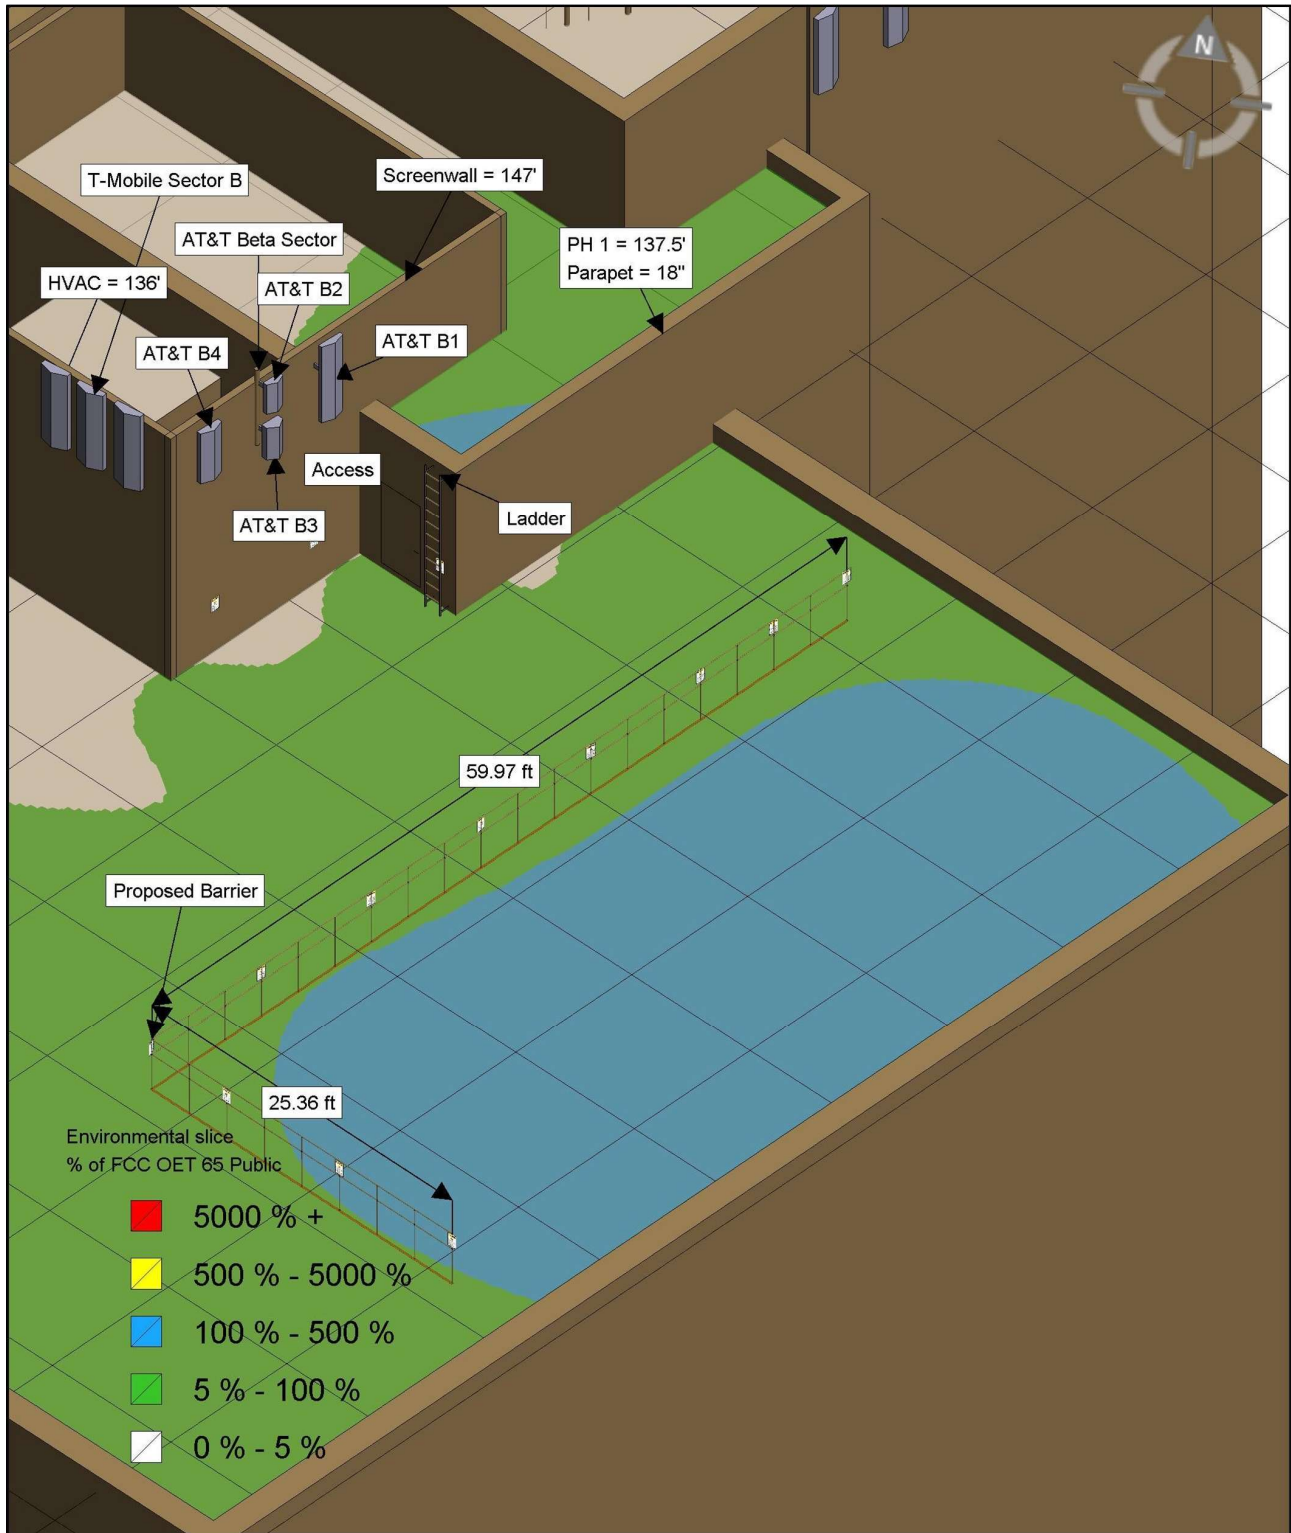 N
T-Mobile Sector B
Screenwall = 147'
AT&T Beta Sector
PH 1 = 137.5'
Parapet = 18"
HVAC = 136'
AT&T B2
AT&T B4
AT&T B1
Access
Ladder
AT&T B3
59.97 ft
Proposed Barrier
25.36 ft
Environmental slice
% of FCC OET 65 Public
5000 % +
500 % - 5000 %
100 % - 500 %
5 % - 100 %
0 % - 5 %